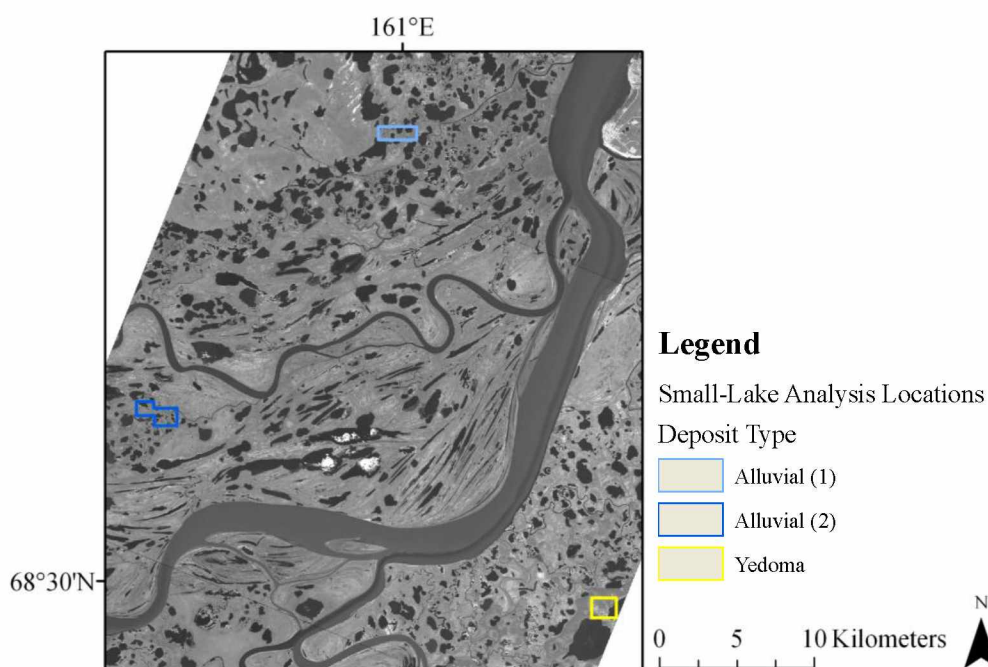 161°E
Legend
Small-Lake Analysis Locations
Deposit Type
Alluvial (1)
Alluvial (2)
Yedoma
68°30'N
N
0 5 10 Kilometers